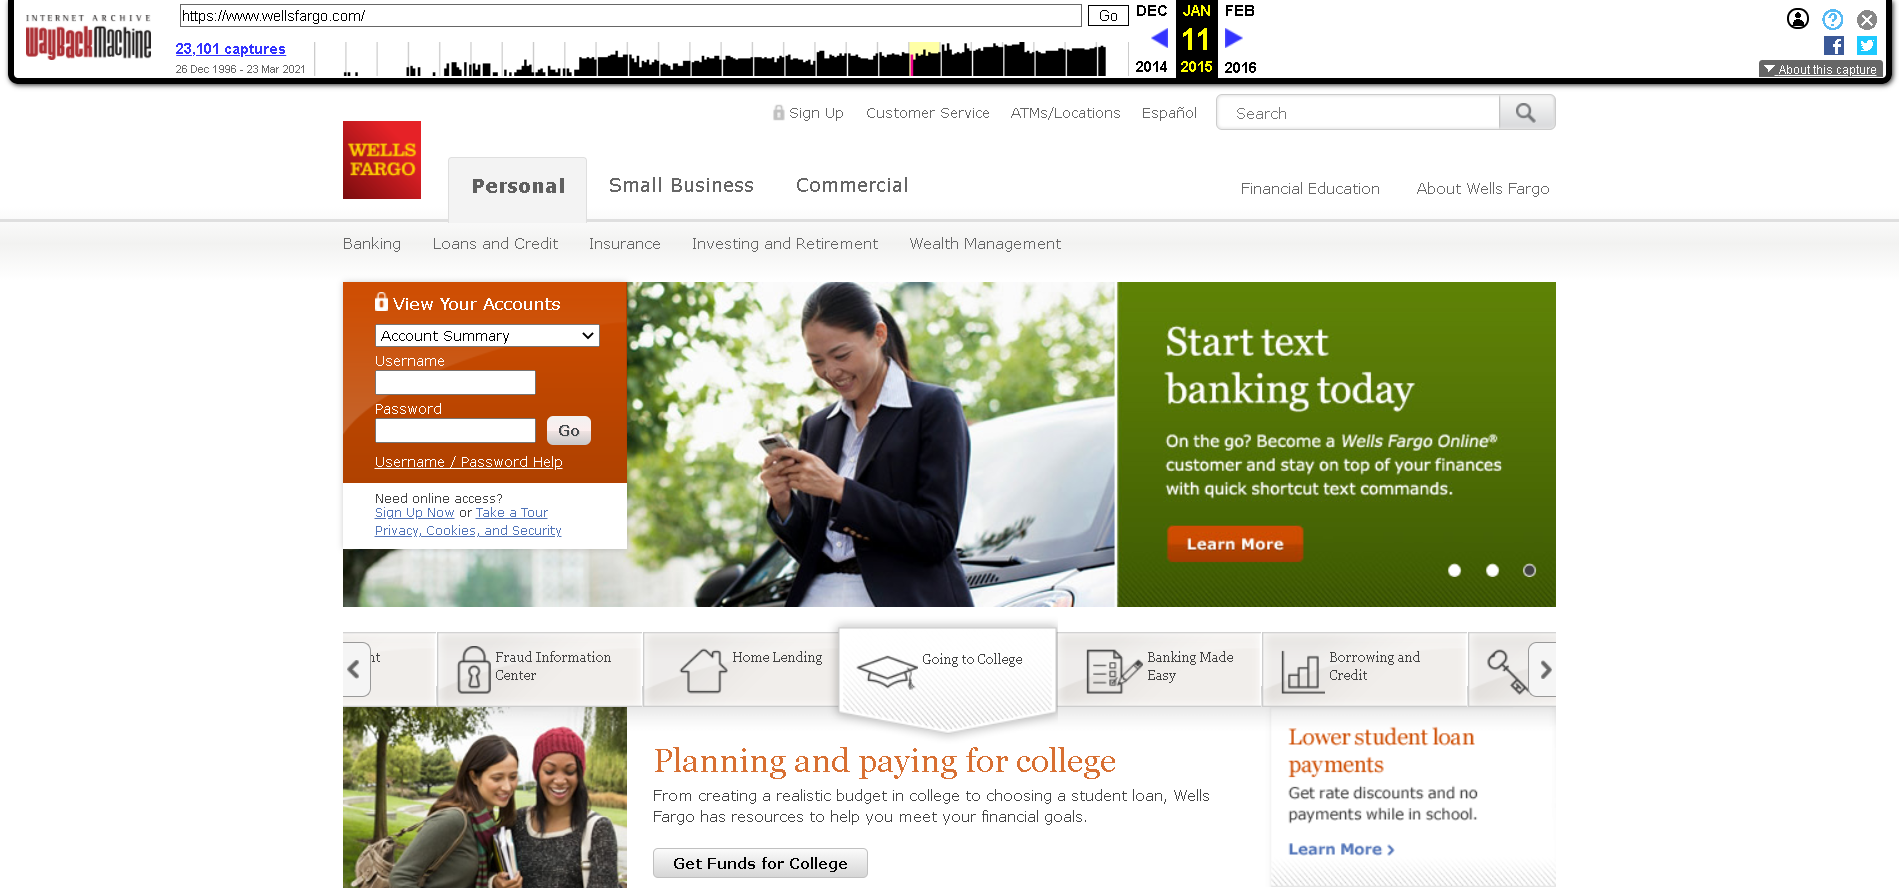 INTERNET ARCHIVE
WayBackMachine
https://www.wellsfargo.com/
Go
DEC
JAN
FEB
23,101 captures
11
26 Dec 1996 - 23 Mar 2021
2014
2015
2016
About this capture
Sign Up
Customer Service
ATMs/Locations
Español
Search
WELLS
FARGO
Personal
Small Business
Commercial
Financial Education
About Wells Fargo
Banking
Loans and Credit
Insurance
Investing and Retirement
Wealth Management
View Your Accounts
Account Summary
Username
Password
Go
Username / Password Help
Need online access?
Sign Up Now or Take a Tour
Privacy, Cookies, and Security
Start text
banking today
On the go? Become a Wells Fargo Online®
customer and stay on top of your finances
with quick shortcut text commands.
Learn More
Fraud Information
Center
Home Lending
Going to College
Banking Made
Easy
Borrowing and
Credit
Planning and paying for college
From creating a realistic budget in college to choosing a student loan, Wells
Fargo has resources to help you meet your financial goals.
Get Funds for College
Lower student loan
payments
Get rate discounts and no
payments while in school.
Learn More